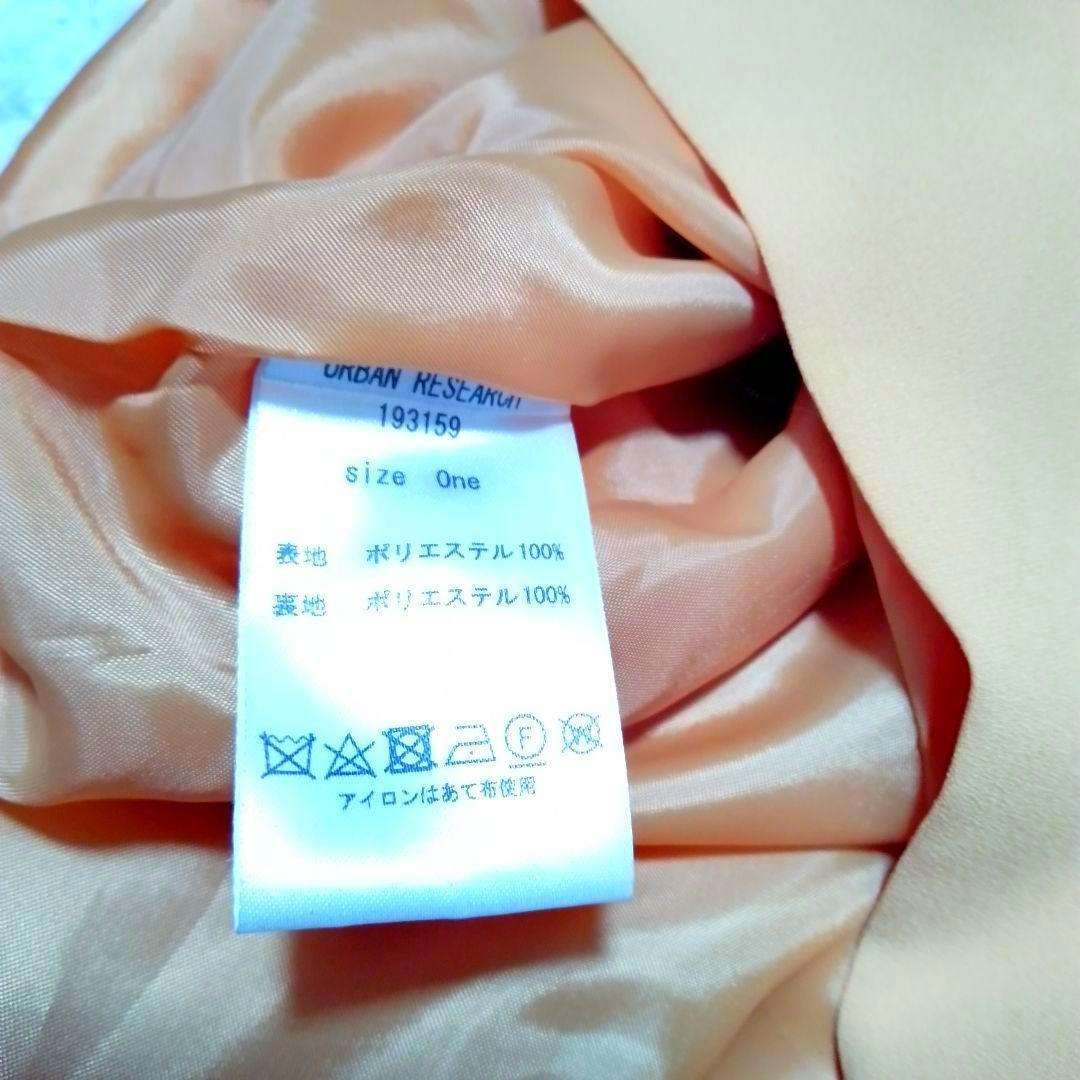 URBAN RESEARCH
193159
size One
表地 ポリエステル100%
裏地 ポリエステル100%
F
W
アイロンはあて布使用